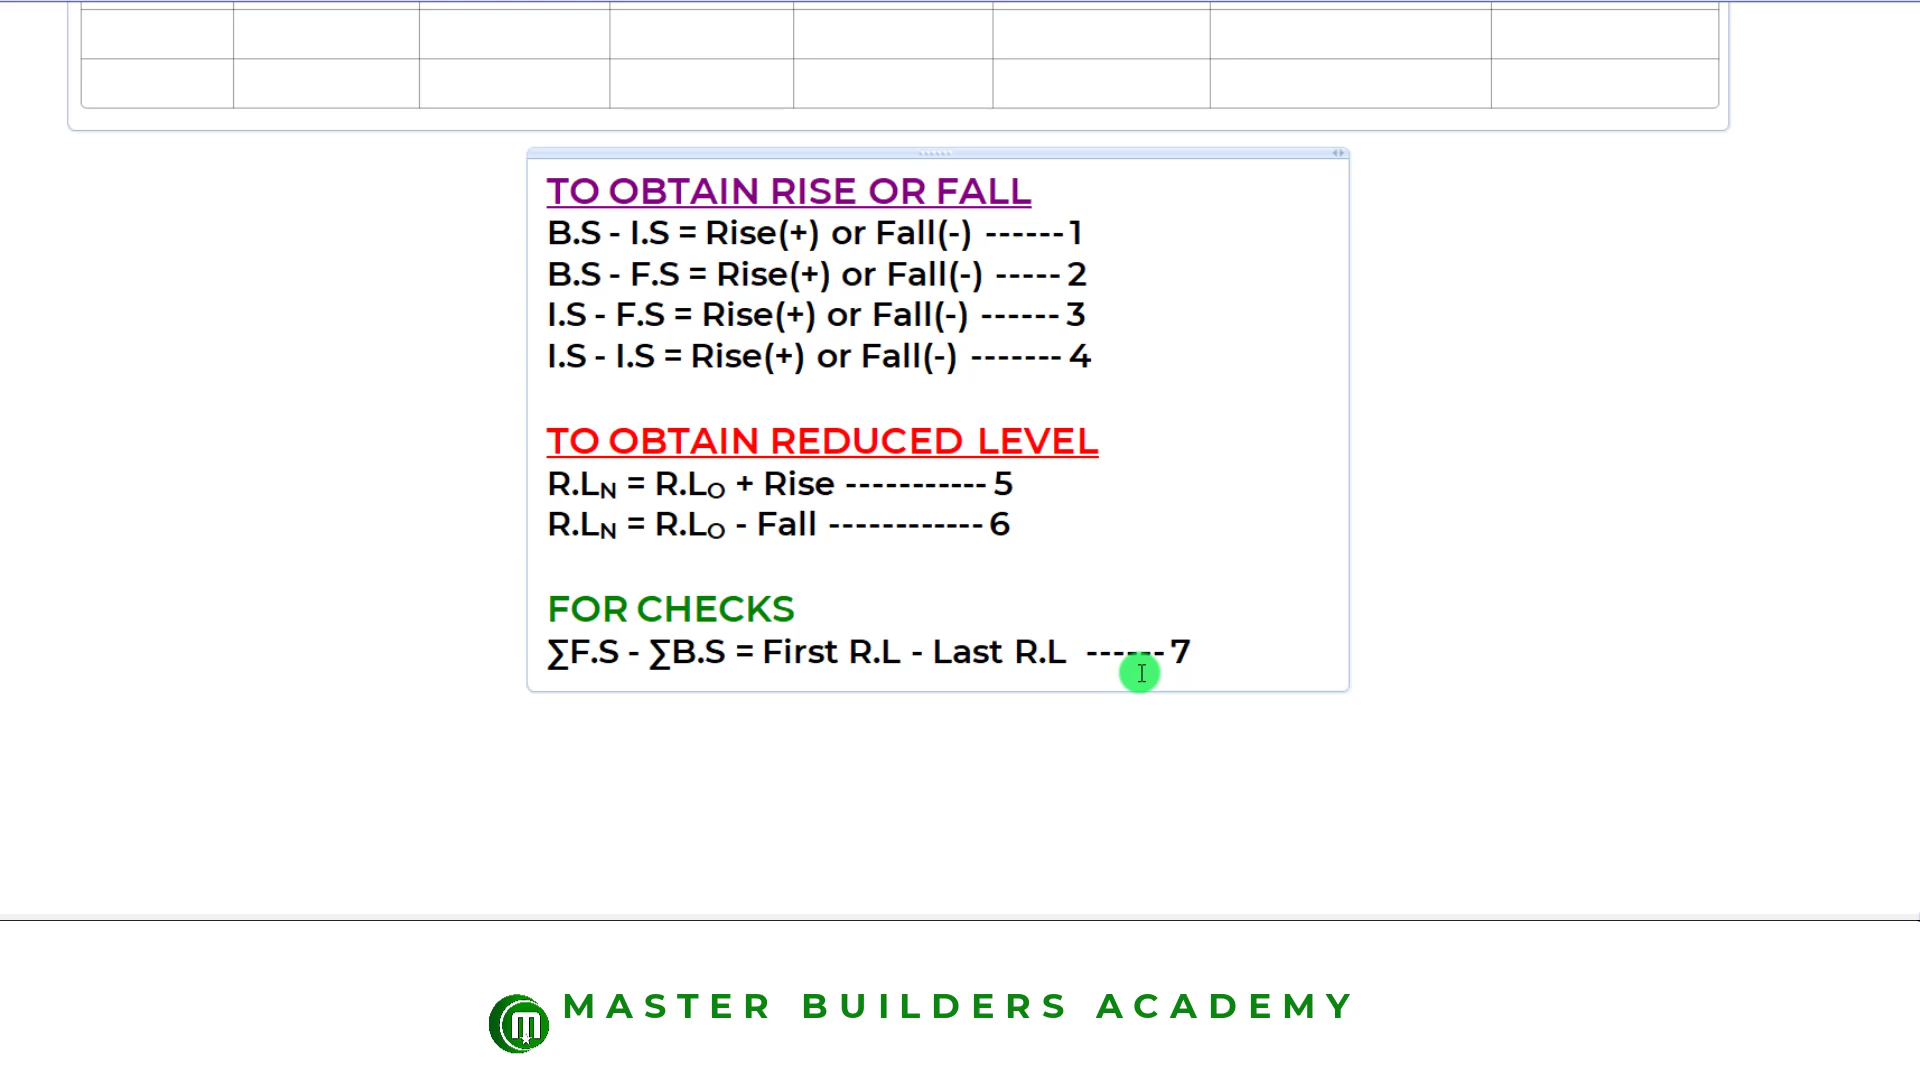 TO OBTAIN RISE OR FALL
B.S - I.S = Rise(+) or Fall(-) ------1
B.S - F.S = Rise(+) or Fall(-) ----- 2
I.S - F.S = Rise(+) or Fall(-) ------ 3
I.S - I.S = Rise(+) or Fall(-) ------- 4
TO OBTAIN REDUCED LEVEL
R.LN = R.LO + Rise ----------- 5
R.LN = R.LO - Fall ------------ 6
FOR CHECKS
∑F.S - ∑B.S = First R.L - Last R.L ------ 7
MASTER BUILDERS ACADEMY